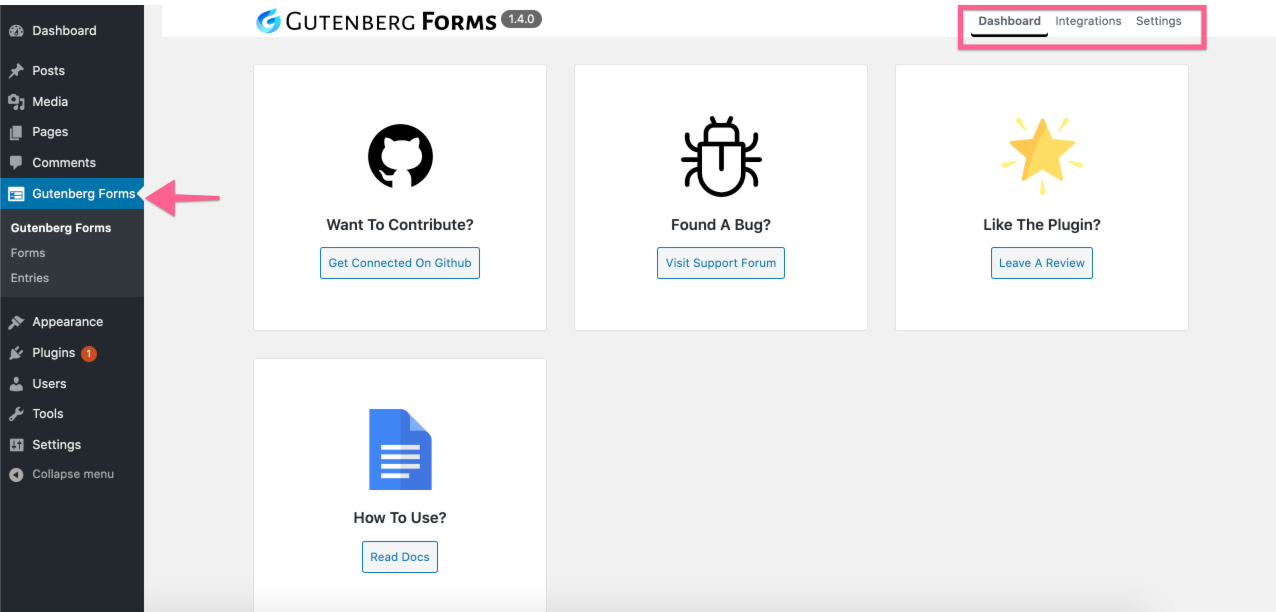 Dashboard
Posts
Media
Pages
Comments
Gutenberg Forms
Gutenberg Forms
Forms
Entries
Appearance
Plugins 1
Users
Tools
Settings
Collapse menu
GUTENBERG FORMS 1.4.0
Dashboard Integrations Settings
Want To Contribute?
Get Connected On Github
Found A Bug?
Visit Support Forum
Like The Plugin?
Leave A Review
How To Use?
Read Docs